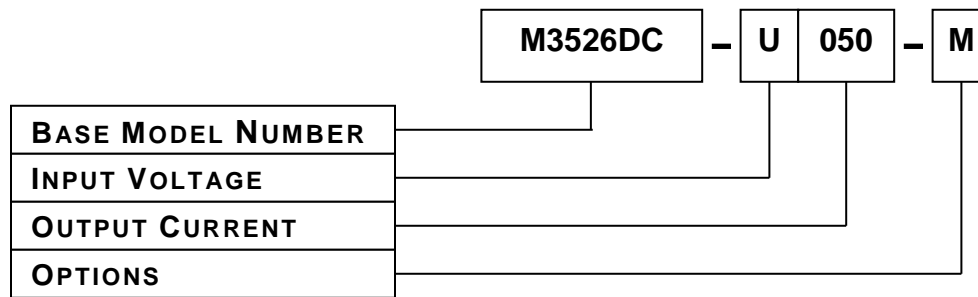 M3526DC – U 050 – M
BASE MODEL NUMBER
INPUT VOLTAGE
OUTPUT CURRENT
OPTIONS